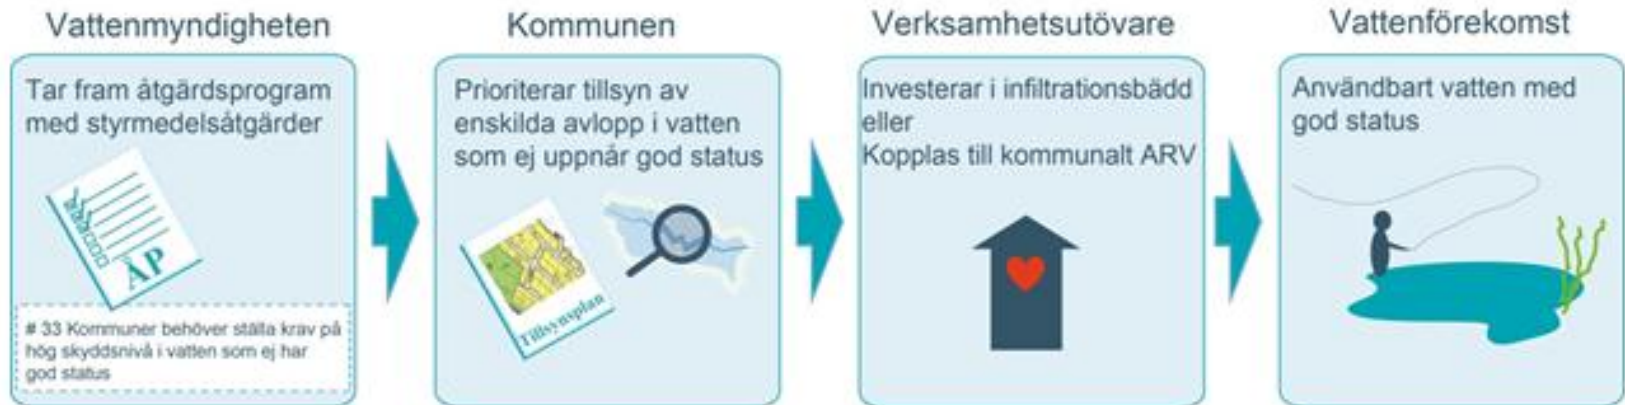 Vattenmyndigheten
Tar fram åtgärdsprogram
med styrmedelsåtgärder
ÅP
# 33 Kommuner behöver ställa krav på
hög skyddsnivå i vatten som ej har
god status
Kommunen
Prioriterar tillsyn av
enskilda avlopp i vatten
som ej uppnår god status
Tillsynsplan
Verksamhetsutövare
Investerar i infiltrationsbädd
eller
Kopplas till kommunalt ARV
Vattenförekomst
Användbart vatten med
god status